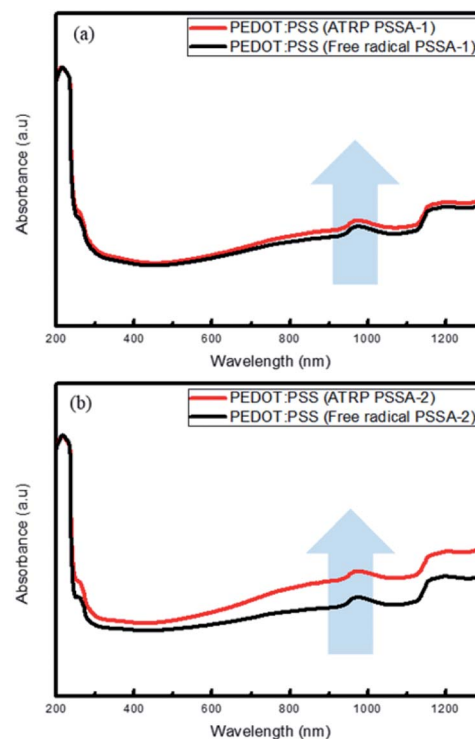 (a)
PEDOT:PSS (ATRP PSSA-1)
PEDOT:PSS (Free radical PSSA-1)
Absorbance (a.u)
200 400 600 800 1000 1200
Wavelength (nm)
(b)
PEDOT:PSS (ATRP PSSA-2)
PEDOT:PSS (Free radical PSSA-2)
Absorbance (a.u)
200 400 600 800 1000 1200
Wavelength (nm)